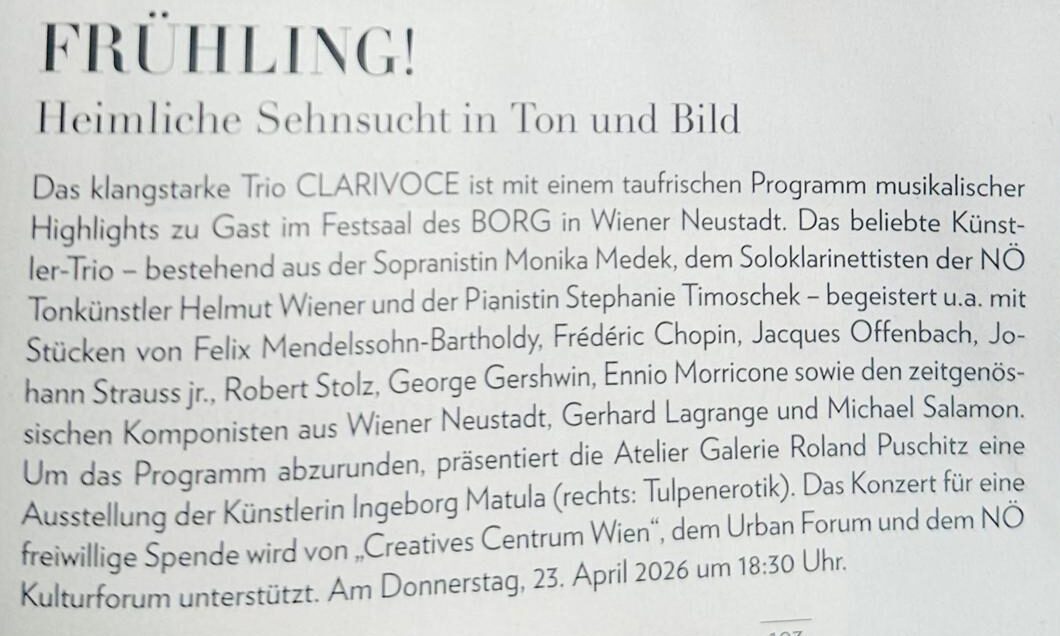 FRÜHLING!
Heimliche Sehnsucht in Ton und Bild
Das klangstarke Trio CLARIVOCE ist mit einem taufrischen Programm musikalischer
Highlights zu Gast im Festsaal des BORG in Wiener Neustadt. Das beliebte Künst-
ler-Trio – bestehend aus der Sopranistin Monika Medek, dem Soloklarinettisten der NÖ
Tonkünstler Helmut Wiener und der Pianistin Stephanie Timoschek – begeistert u.a. mit
Stücken von Felix Mendelssohn-Bartholdy, Frédéric Chopin, Jacques Offenbach, Jo-
hann Strauss jr., Robert Stolz, George Gershwin, Ennio Morricone sowie den zeitgenös-
sischen Komponisten aus Wiener Neustadt, Gerhard Lagrange und Michael Salamon.
Um das Programm abzurunden, präsentiert die Atelier Galerie Roland Puschitz eine
Ausstellung der Künstlerin Ingeborg Matula (rechts: Tulpenerotik). Das Konzert für eine
freiwillige Spende wird von „Creatives Centrum Wien“, dem Urban Forum und dem NÖ
Kulturforum unterstützt. Am Donnerstag, 23. April 2026 um 18:30 Uhr.